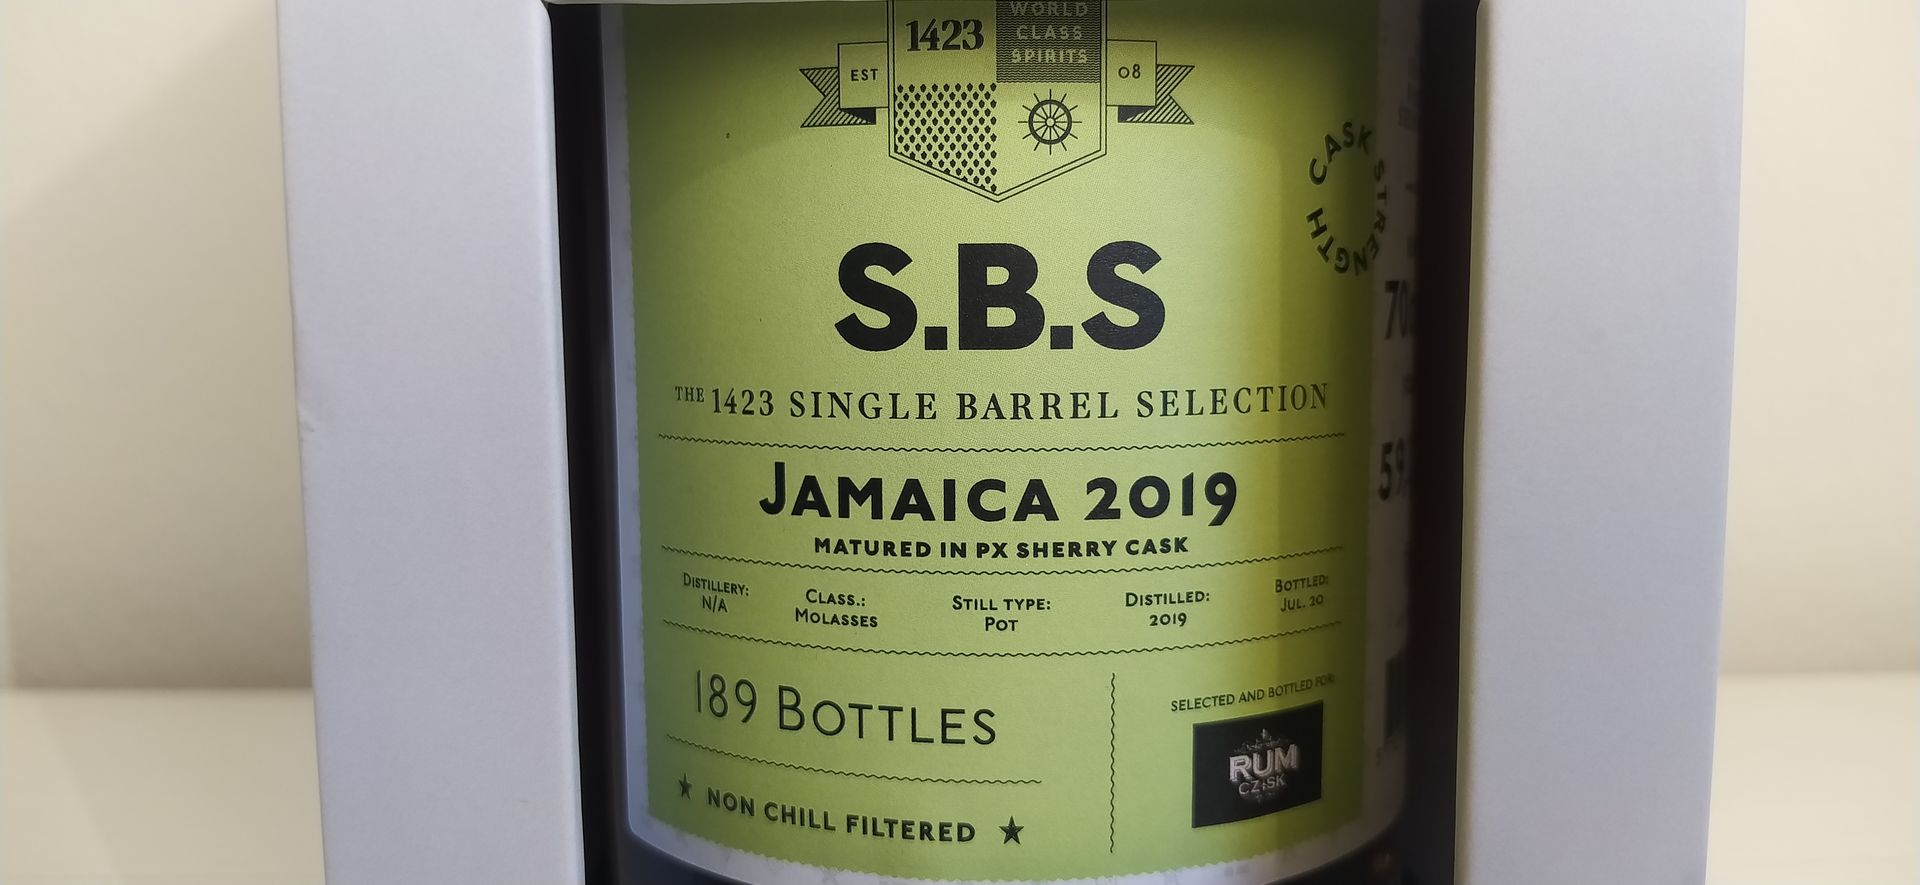 1423
WORLD
CLASS
SPIRITS
EST
08
CASK STRENGTH
S.B.S
THE 1423 SINGLE BARREL SELECTION
JAMAICA 2019
MATURED IN PX SHERRY CASK
DISTILLERY:
N/A
CLASS.:
MOLASSES
STILL TYPE:
POT
DISTILLED:
2019
BOTTLED:
JUL. 20
189 BOTTLES
SELECTED AND BOTTLED FOR:
RUM
CZ&SK
★ NON CHILL FILTERED ★